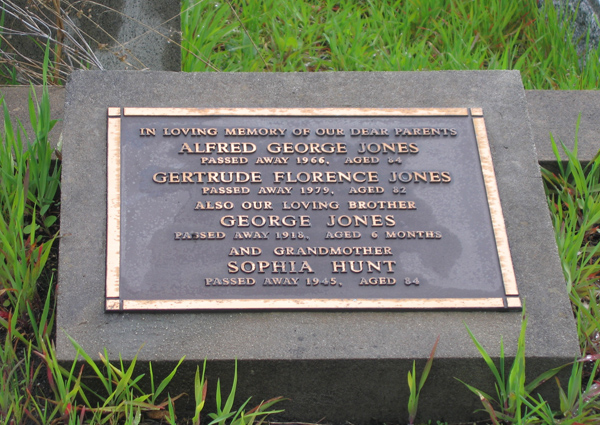 IN LOVING MEMORY OF OUR DEAR PARENTS
ALFRED GEORGE JONES
PASSED AWAY 1966, AGED 84
GERTRUDE FLORENCE JONES
PASSED AWAY 1979, AGED 82
ALSO OUR LOVING BROTHER
GEORGE JONES
PASSED AWAY 1918, AGED 6 MONTHS
AND GRANDMOTHER
SOPHIA HUNT
PASSED AWAY 1945, AGED 84